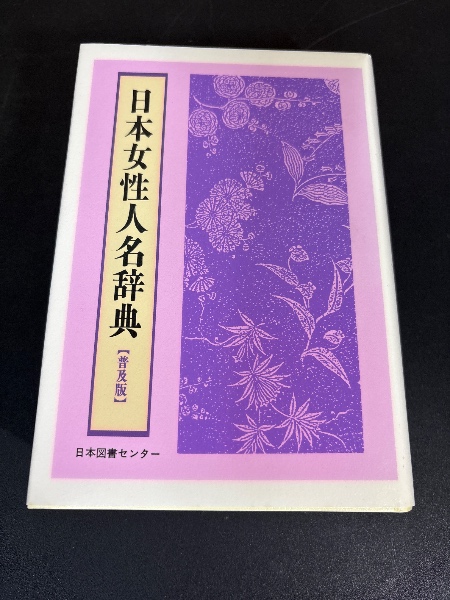 日本女性人名辞典
【普及版】
日本図書センター